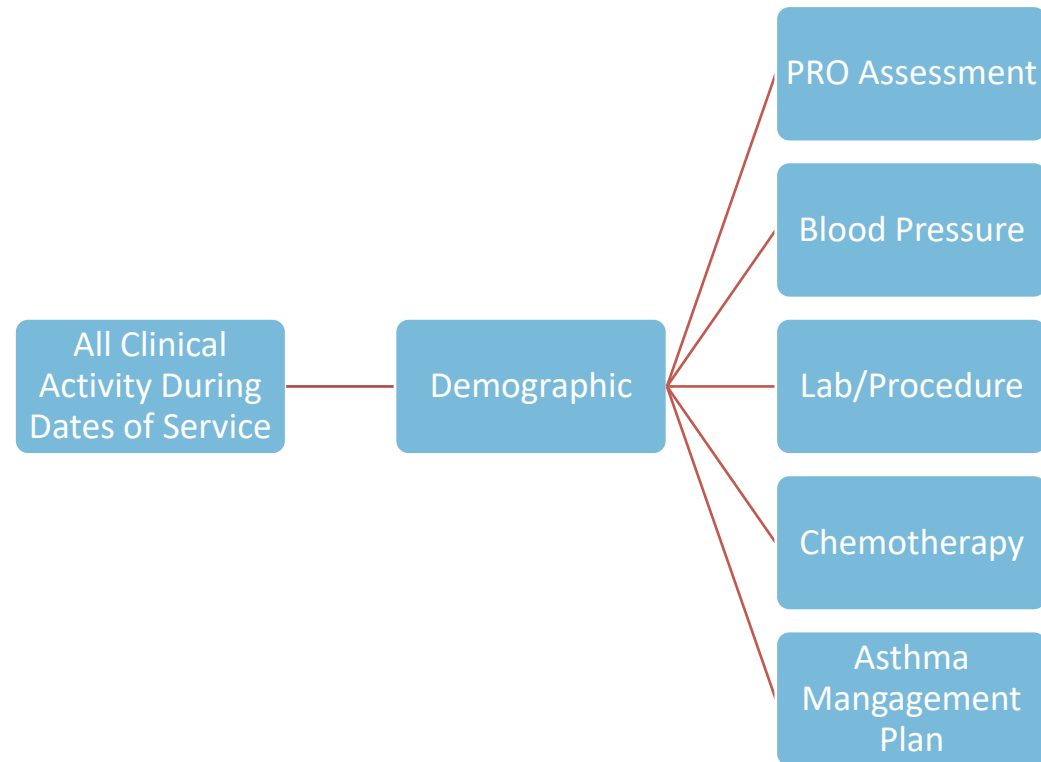 All Clinical
Activity During
Dates of Service
Demographic
PRO Assessment
Blood Pressure
Lab/Procedure
Chemotherapy
Asthma
Mangagement
Plan